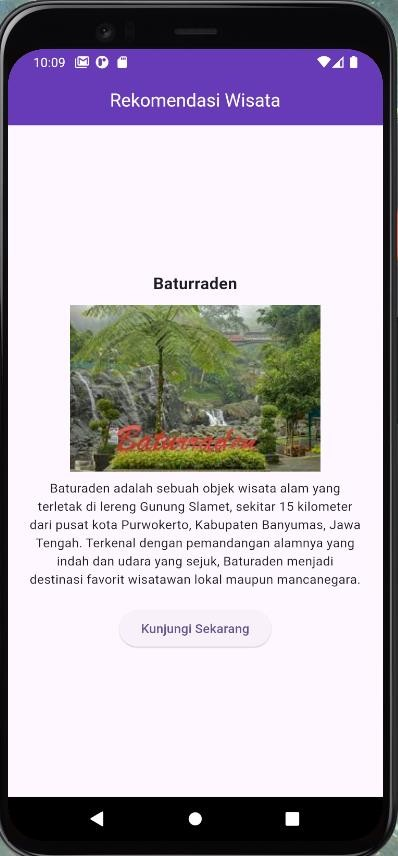 10:09
Rekomendasi Wisata
Baturraden
Baturraden
Baturaden adalah sebuah objek wisata alam yang
terletak di lereng Gunung Slamet, sekitar 15 kilometer
dari pusat kota Purwokerto, Kabupaten Banyumas, Jawa
Tengah. Terkenal dengan pemandangan alamnya yang
indah dan udara yang sejuk, Baturaden menjadi
destinasi favorit wisatawan lokal maupun mancanegara.
Kunjungi Sekarang